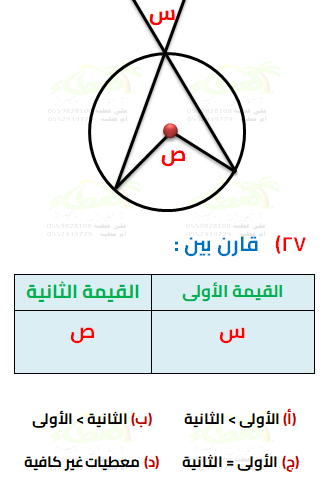 س
ص
٢٧) قارن بين :
القيمة الأولى القيمة الثانية
س ص
(أ) الأولى > الثانية (ب) الثانية > الأولى
(ج) الأولى = الثانية (د) معطيات غير كافية